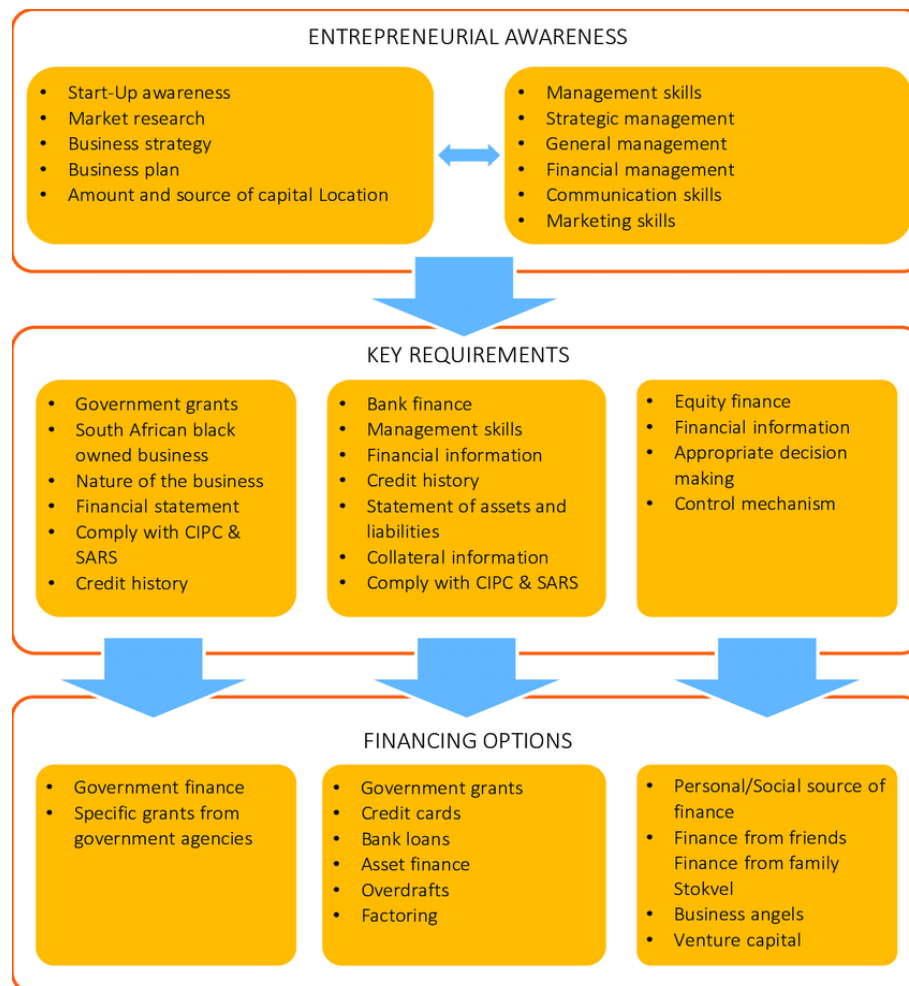 ENTREPRENEURIAL AWARENESS
• Start-Up awareness
• Market research
• Business strategy
• Business plan
• Amount and source of capital Location
• Management skills
• Strategic management
• General management
• Financial management
• Communication skills
• Marketing skills
KEY REQUIREMENTS
• Government grants
• South African black
owned business
• Nature of the business
• Financial statement
• Comply with CIPC &
SARS
• Credit history
• Bank finance
• Management skills
• Financial information
• Credit history
• Statement of assets and
liabilities
• Collateral information
• Comply with CIPC & SARS
• Equity finance
• Financial information
• Appropriate decision
making
• Control mechanism
FINANCING OPTIONS
• Government finance
• Specific grants from
government agencies
• Government grants
• Credit cards
• Bank loans
• Asset finance
• Overdrafts
• Factoring
• Personal/Social source of
finance
• Finance from friends
Finance from family
Stokvel
• Business angels
• Venture capital